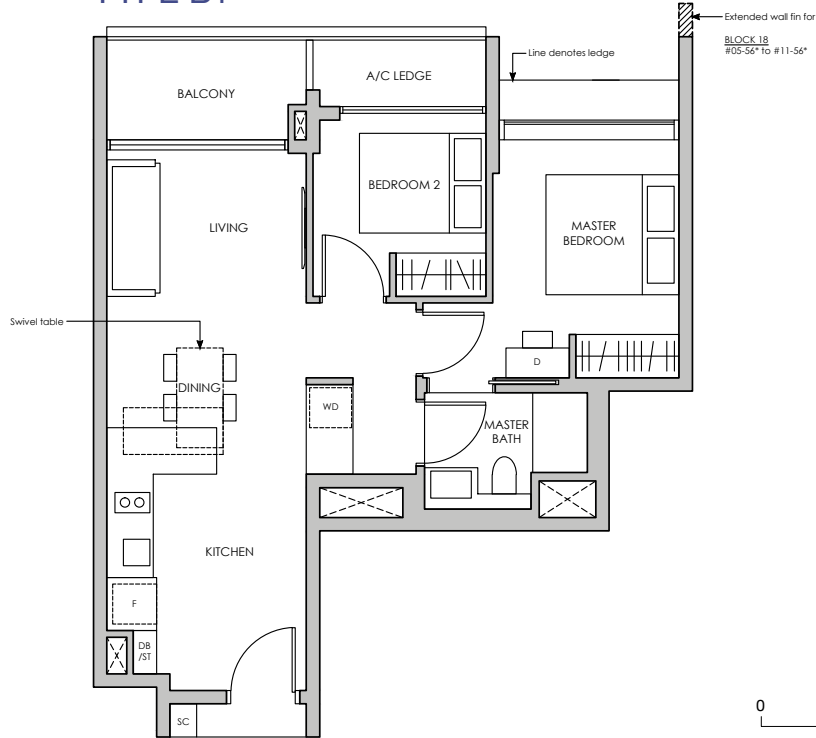 Extended wall fin for
BLOCK 18
#05-56* to #11-56*
Line denotes ledge
A/C LEDGE
BALCONY
BEDROOM 2
LIVING
MASTER
BEDROOM
Swivel table
D
DINING
WD
MASTER
BATH
KITCHEN
F
DB
/ST
SC
0